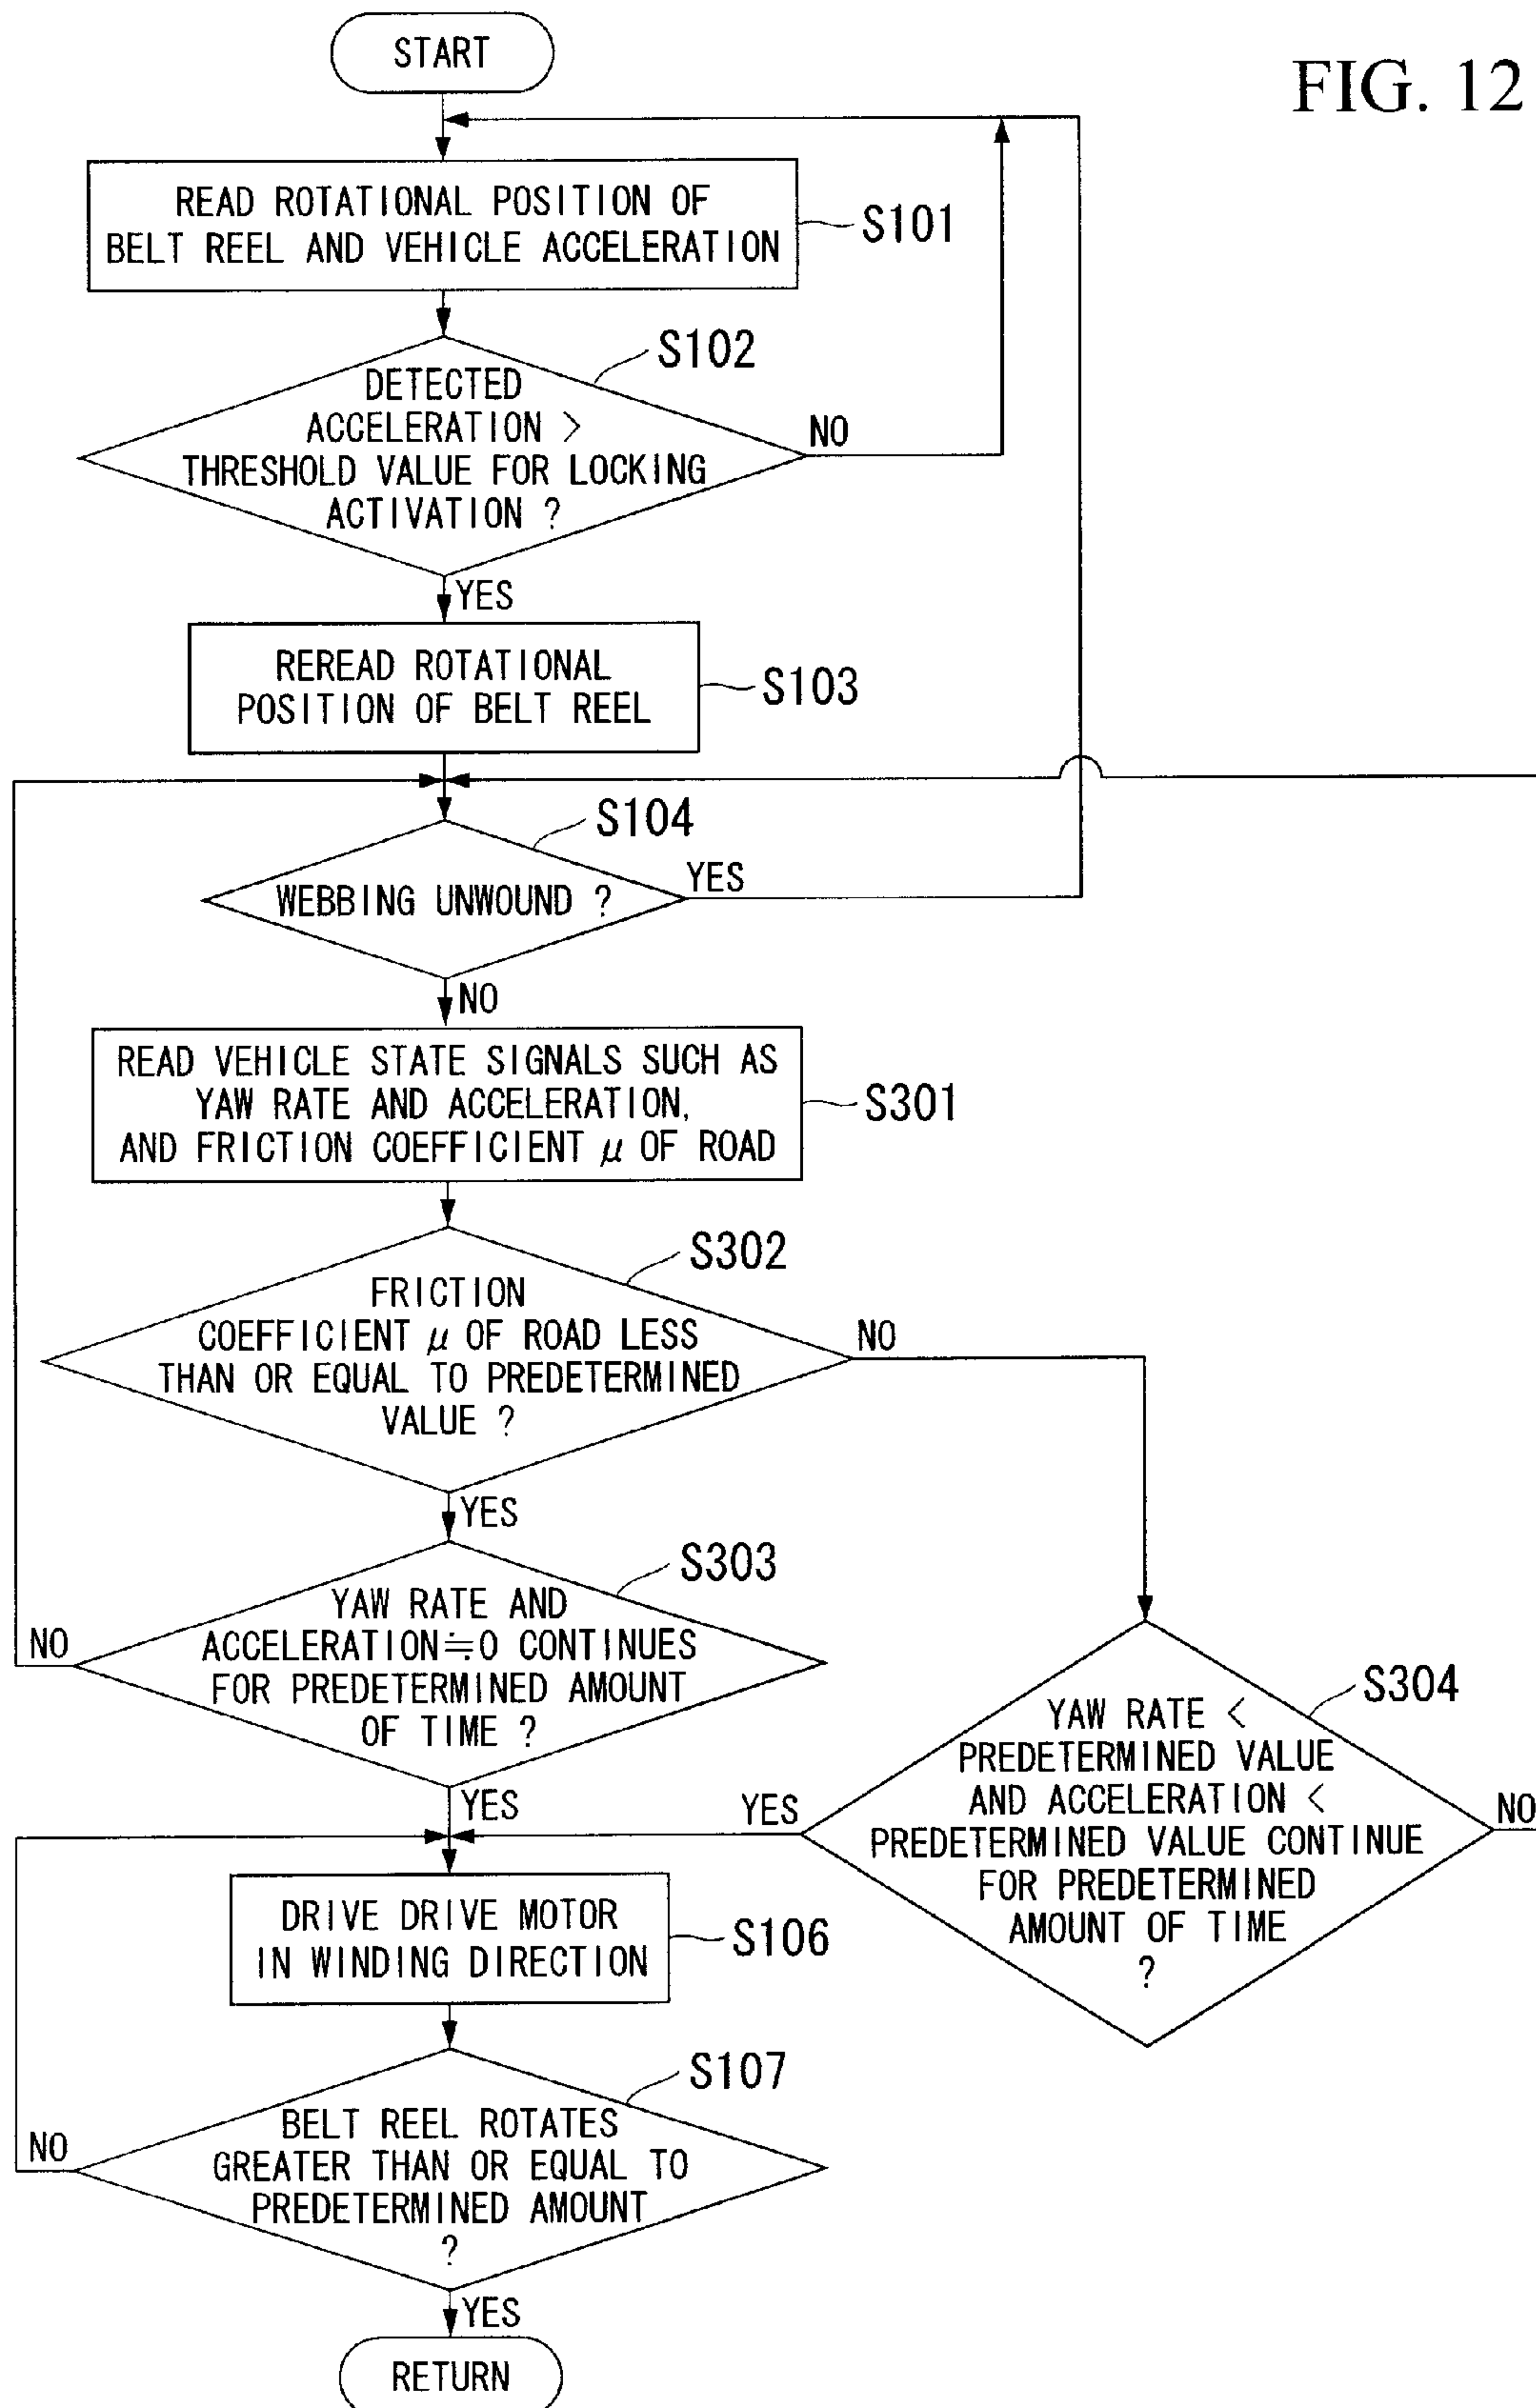 FIG. 12
START
READ ROTATIONAL POSITION OF
BELT REEL AND VEHICLE ACCELERATION
S101
S102
DETECTED
ACCELERATION >
THRESHOLD VALUE FOR LOCKING
ACTIVATION ?
NO
YES
REREAD ROTATIONAL
POSITION OF BELT REEL
S103
S104
WEBBING UNWOUND ?
YES
NO
READ VEHICLE STATE SIGNALS SUCH AS
YAW RATE AND ACCELERATION,
AND FRICTION COEFFICIENT μ OF ROAD
S301
S302
FRICTION
COEFFICIENT μ OF ROAD LESS
THAN OR EQUAL TO PREDETERMINED
VALUE ?
NO
YES
S303
YAW RATE AND
ACCELERATION≒0 CONTINUES
FOR PREDETERMINED AMOUNT
OF TIME ?
NO
YES
S304
YAW RATE <
PREDETERMINED VALUE
AND ACCELERATION <
PREDETERMINED VALUE CONTINUE
FOR PREDETERMINED
AMOUNT OF TIME
?
YES
NO
DRIVE DRIVE MOTOR
IN WINDING DIRECTION
S106
S107
BELT REEL ROTATES
GREATER THAN OR EQUAL TO
PREDETERMINED AMOUNT
?
NO
YES
RETURN